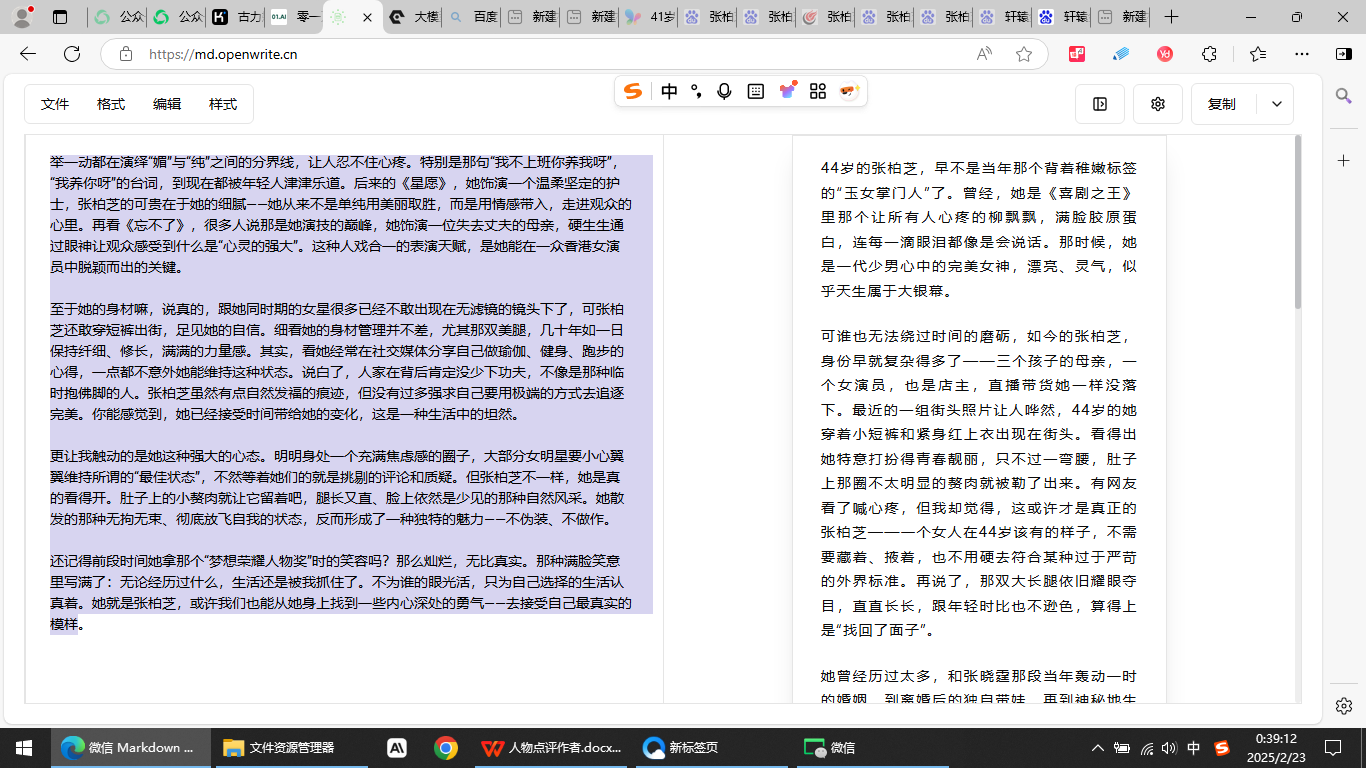 公众
公众
古力
01.AI 零一
大楼
百度
新建
新建
41岁
张柏
张柏
张柏
张柏
张柏
轩辕
轩辕
新建
https://md.openwrite.cn
文件 格式 编辑 样式
中
复制
举一动都在演绎“媚”与“纯”之间的分界线，让人忍不住心疼。特别是那句“我不上班你养我呀”，
“我养你呀”的台词，到现在都被年轻人津津乐道。后来的《星愿》，她饰演一个温柔坚定的护
士，张柏芝的可贵在于她的细腻——她从来不是单纯用美丽取胜，而是用情感带入，走进观众的
心里。再看《忘不了》，很多人说那是她演技的巅峰，她饰演一位失去丈夫的母亲，硬生生通
过眼神让观众感受到什么是“心灵的强大”。这种人戏合一的表演天赋，是她能在一众香港女演
员中脱颖而出的关键。
至于她的身材嘛，说真的，跟她同时期的女星很多已经不敢出现在无滤镜的镜头下了，可张柏
芝还敢穿短裤出街，足见她的自信。细看她的身材管理并不差，尤其那双美腿，几十年如一日
保持纤细、修长，满满的力量感。其实，看她经常在社交媒体分享自己做瑜伽、健身、跑步的
心得，一点都不意外她能维持这种状态。说白了，人家在背后肯定没少下功夫，不像是那种临
时抱佛脚的人。张柏芝虽然有点自然发福的痕迹，但没有过多强求自己要用极端的方式去追逐
完美。你能感觉到，她已经接受时间带给她的变化，这是一种生活中的坦然。
更让我触动的是她这种强大的心态。明明身处一个充满焦虑感的圈子，大部分女明星要小心翼
翼维持所谓的“最佳状态”，不然等着她们的就是挑剔的评论和质疑。但张柏芝不一样，她是真
的看得开。肚子上的小赘肉就让它留着吧，腿长又直、脸上依然是少见的那种自然风采。她散
发的那种无拘无束、彻底放飞自我的状态，反而形成了一种独特的魅力——不伪装、不做作。
还记得前段时间她拿那个“梦想荣耀人物奖”时的笑容吗？那么灿烂，无比真实。那种满脸笑意
里写满了：无论经历过什么，生活还是被我抓住了。不为谁的眼光活，只为自己选择的生活认
真着。她就是张柏芝，或许我们也能从她身上找到一些内心深处的勇气——去接受自己最真实的
模样。
44岁的张柏芝，早不是当年那个背着稚嫩标签
的“玉女掌门人”了。曾经，她是《喜剧之王》
里那个让所有人心疼的柳飘飘，满脸胶原蛋
白，连每一滴眼泪都像是会说话。那时候，她
是一代少男心中的完美女神，漂亮、灵气，似
乎天生属于大银幕。
可谁也无法绕过时间的磨砺，如今的张柏芝，
身份早就复杂得多了——三个孩子的母亲，一
个女演员，也是店主，直播带货她一样没落
下。最近的一组街头照片让人哗然，44岁的她
穿着小短裤和紧身红上衣出现在街头。看得出
她特意打扮得青春靓丽，只不过一弯腰，肚子
上那圈不太明显的赘肉就被勒了出来。有网友
看了喊心疼，但我却觉得，这或许才是真正的
张柏芝———一个女人在44岁该有的样子，不需
要藏着、掖着，也不用硬去符合某种过于严苛
的外界标准。再说了，那双大长腿依旧耀眼夺
目，直直长长，跟年轻时比也不逊色，算得上
是“找回了面子”。
她曾经历过太多，和张晓霆那段当年轰动一时
的婚姻，到离婚后的独自带娃，再到神秘地生
微信 Markdown ...
文件资源管理器
人物点评作者.docx...
新标签页
微信
中
0:39:12
2025/2/23